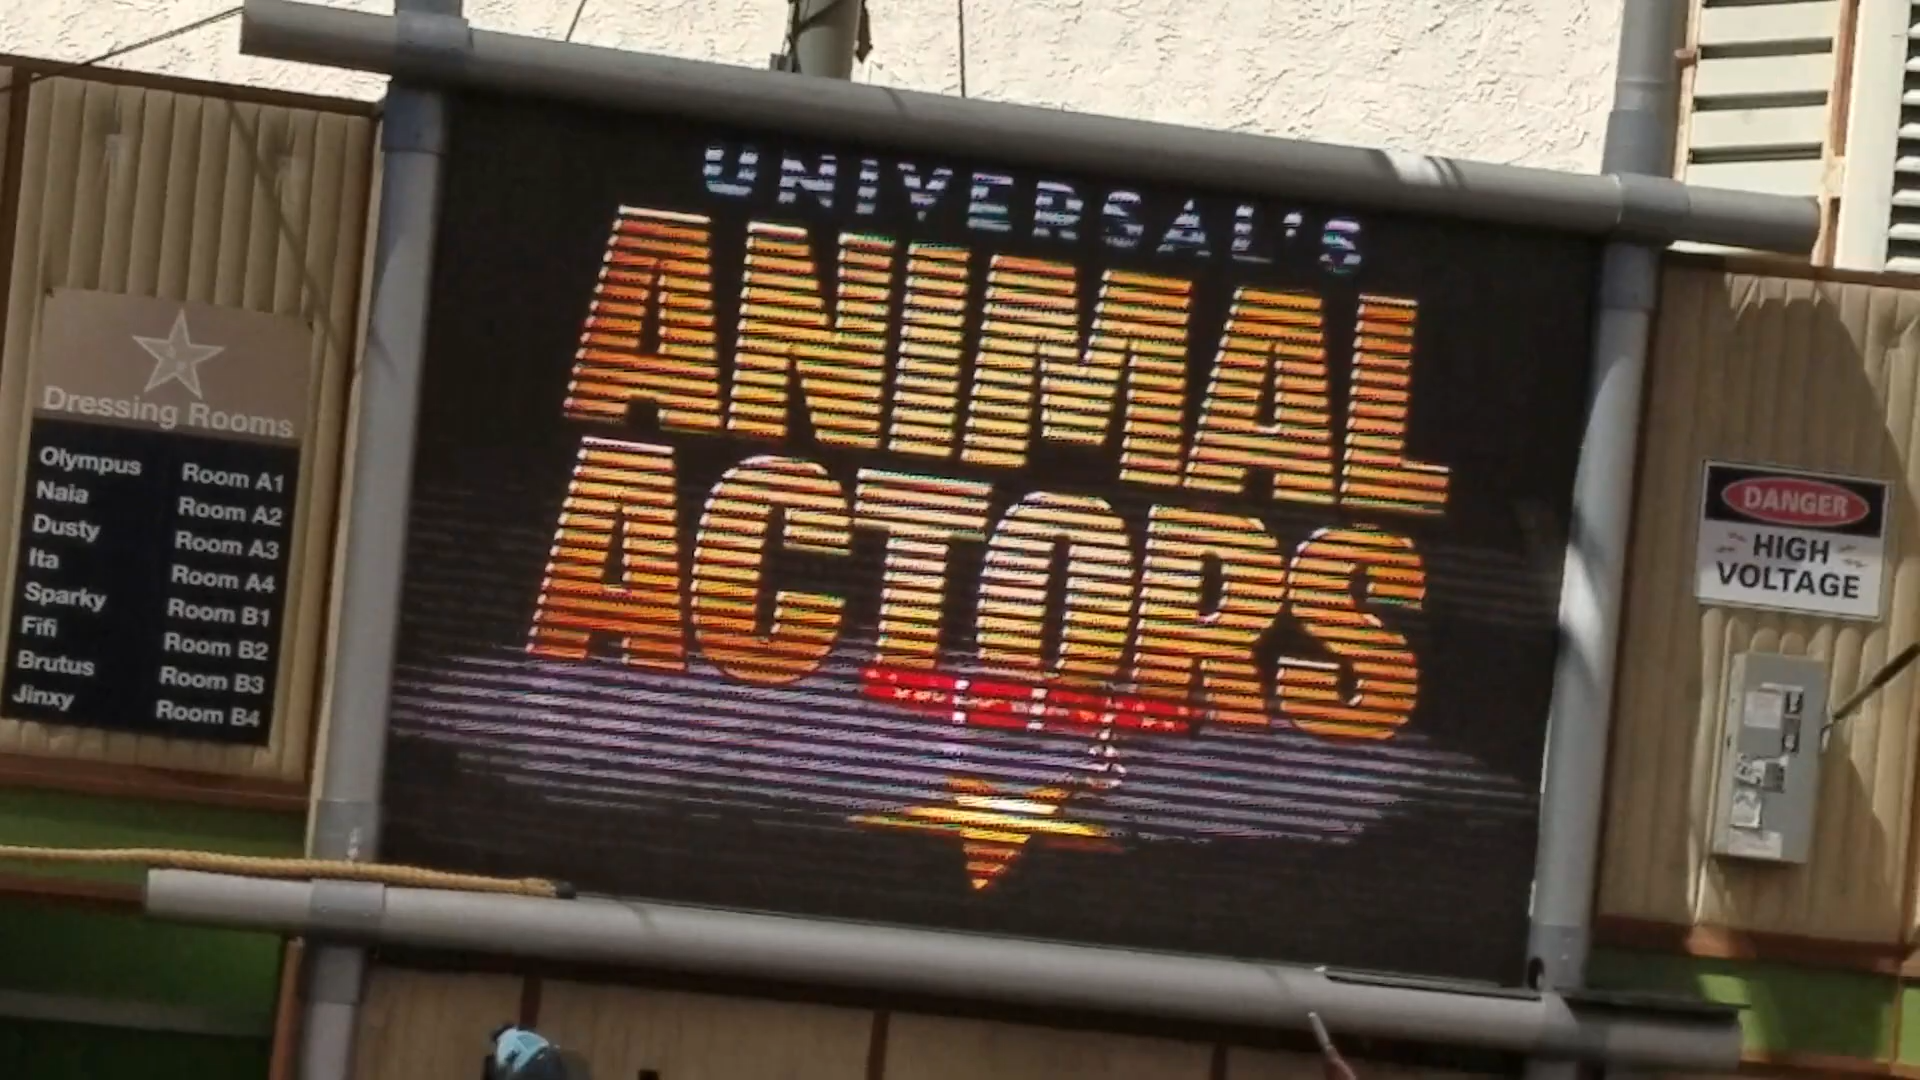 UNIVERSAL'S
ANIMAL
ACTORS
Dressing Rooms
Olympus Room A1
Naia Room A2
Dusty Room A3
Ita Room A4
Sparky Room B1
Fifi Room B2
Brutus Room B3
Jinxy Room B4
DANGER
HIGH
VOLTAGE